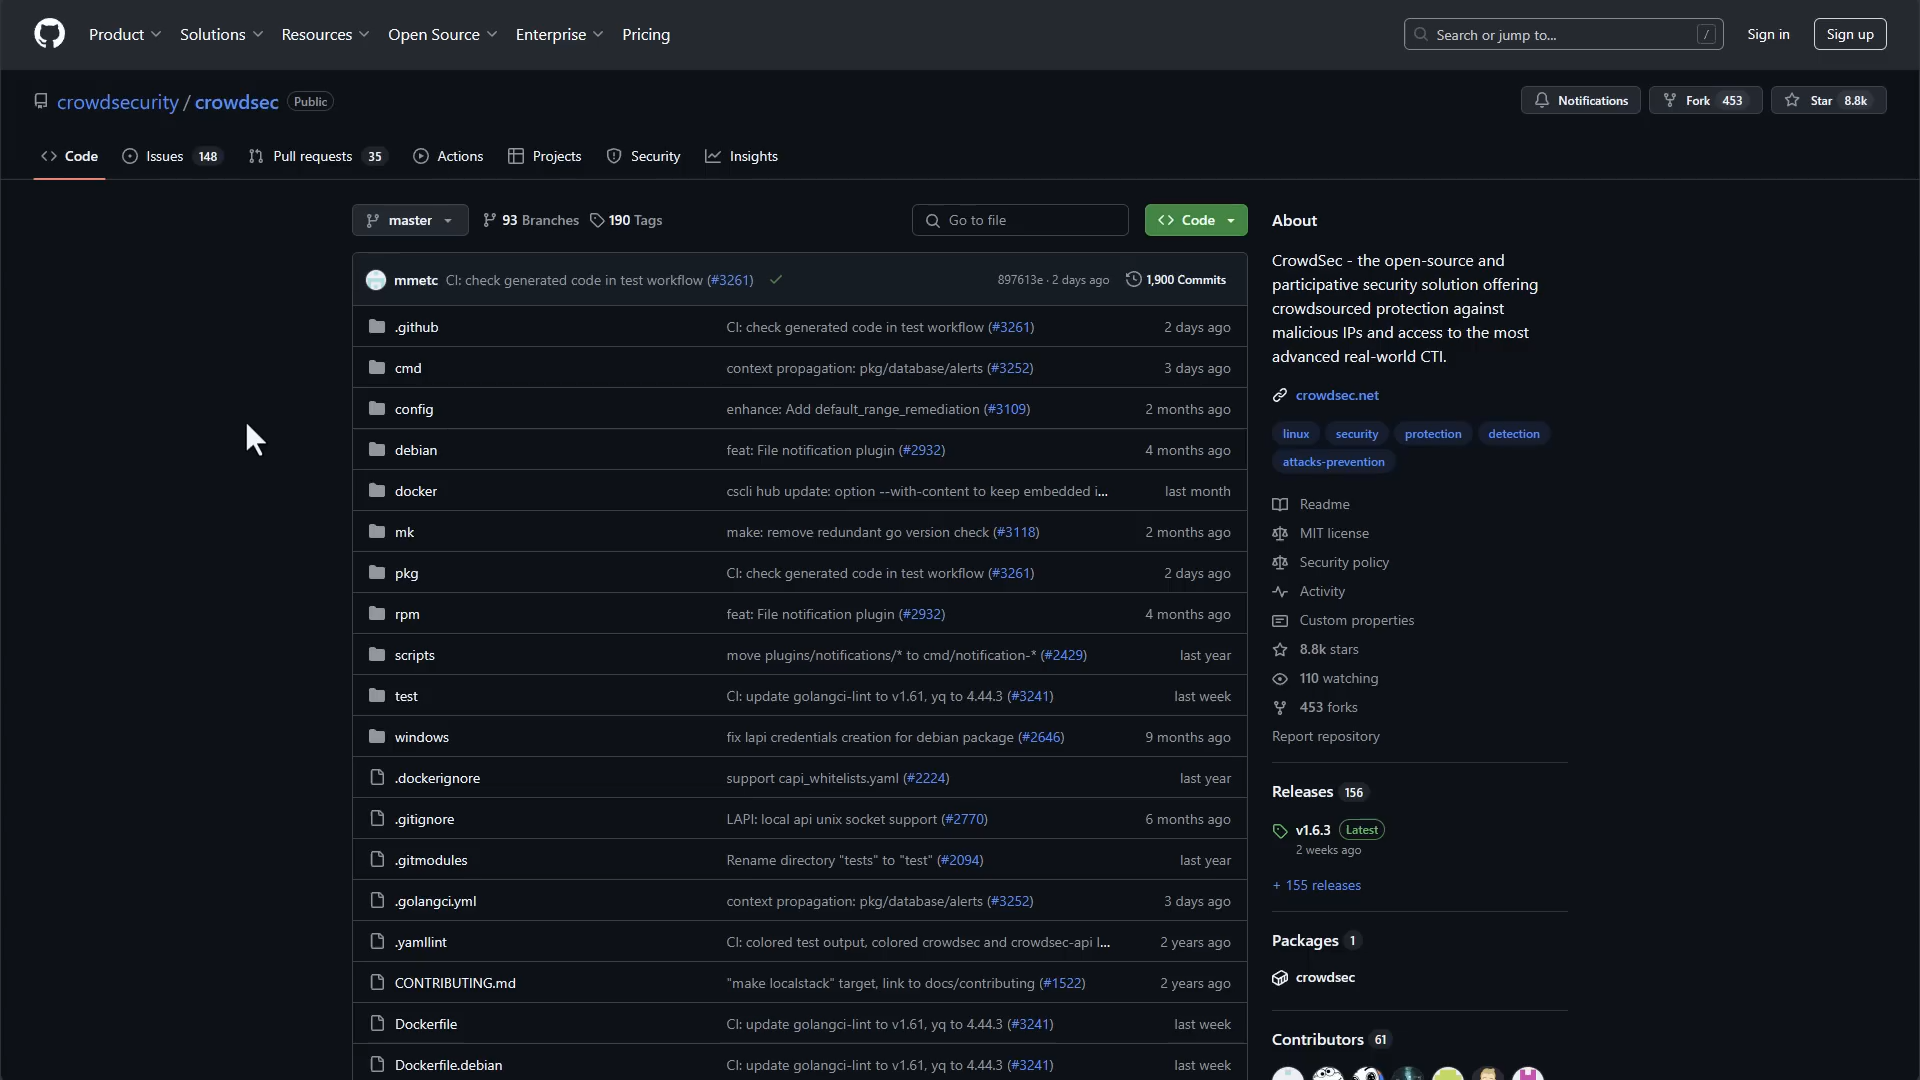 Product Solutions Resources Open Source Enterprise Pricing Search or jump to... / Sign in Sign up
crowdsecurity / crowdsec Public Notifications Fork 453 Star 8.8k
Code Issues 148 Pull requests 35 Actions Projects Security Insights
master 93 Branches 190 Tags Go to file Code
mmetc CI: check generated code in test workflow (#3261) 897613e · 2 days ago 1,900 Commits
.github CI: check generated code in test workflow (#3261) 2 days ago
cmd context propagation: pkg/database/alerts (#3252) 3 days ago
config enhance: Add default_range_remediation (#3109) 2 months ago
debian feat: File notification plugin (#2932) 4 months ago
docker cscli hub update: option --with-content to keep embedded i... last month
mk make: remove redundant go version check (#3118) 2 months ago
pkg CI: check generated code in test workflow (#3261) 2 days ago
rpm feat: File notification plugin (#2932) 4 months ago
scripts move plugins/notifications/* to cmd/notification-* (#2429) last year
test CI: update golangci-lint to v1.61, yq to 4.44.3 (#3241) last week
windows fix lapi credentials creation for debian package (#2646) 9 months ago
.dockerignore support capi_whitelists.yaml (#2224) last year
.gitignore LAPI: local api unix socket support (#2770) 6 months ago
.gitmodules Rename directory "tests" to "test" (#2094) last year
.golangci.yml context propagation: pkg/database/alerts (#3252) 3 days ago
.yamllint CI: colored test output, colored crowdsec and crowdsec-api l... 2 years ago
CONTRIBUTING.md "make localstack" target, link to docs/contributing (#1522) 2 years ago
Dockerfile CI: update golangci-lint to v1.61, yq to 4.44.3 (#3241) last week
Dockerfile.debian CI: update golangci-lint to v1.61, yq to 4.44.3 (#3241) last week
About
CrowdSec - the open-source and
participative security solution offering
crowdsourced protection against
malicious IPs and access to the most
advanced real-world CTI.
crowdsec.net
linux security protection detection
attacks-prevention
Readme
MIT license
Security policy
Activity
Custom properties
8.8k stars
110 watching
453 forks
Report repository
Releases 156
v1.6.3 Latest
2 weeks ago
+ 155 releases
Packages 1
crowdsec
Contributors 61